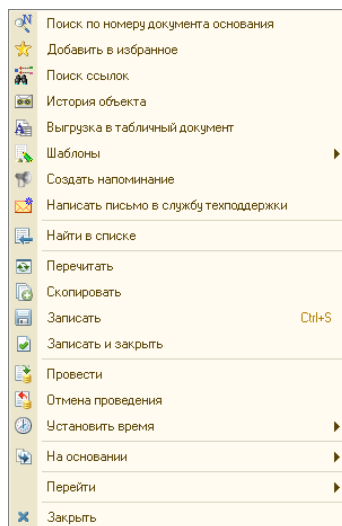 Поиск по номеру документа основания
Добавить в избранное
Поиск ссылок
История объекта
Выгрузка в табличный документ
Шаблоны
Создать напоминание
Написать письмо в службу техподдержки
Найти в списке
Перечитать
Скопировать
Записать Ctrl+S
Записать и закрыть
Провести
Отмена проведения
Установить время
На основании
Перейти
Закрыть